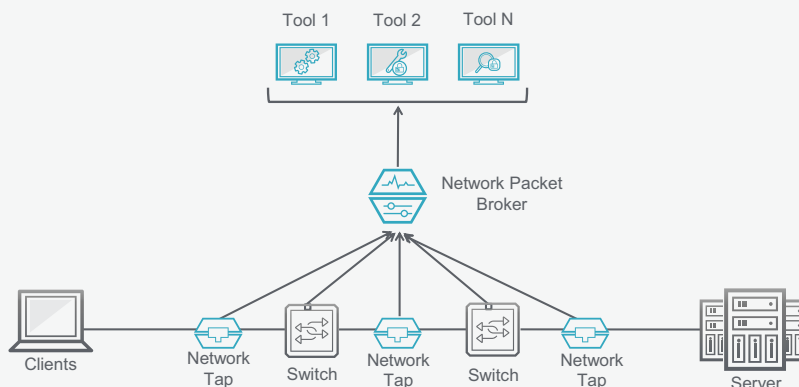 Tool 1
Tool 2
Tool N
Network Packet
Broker
Clients
Network
Tap
Switch
Network
Tap
Switch
Network
Tap
Server